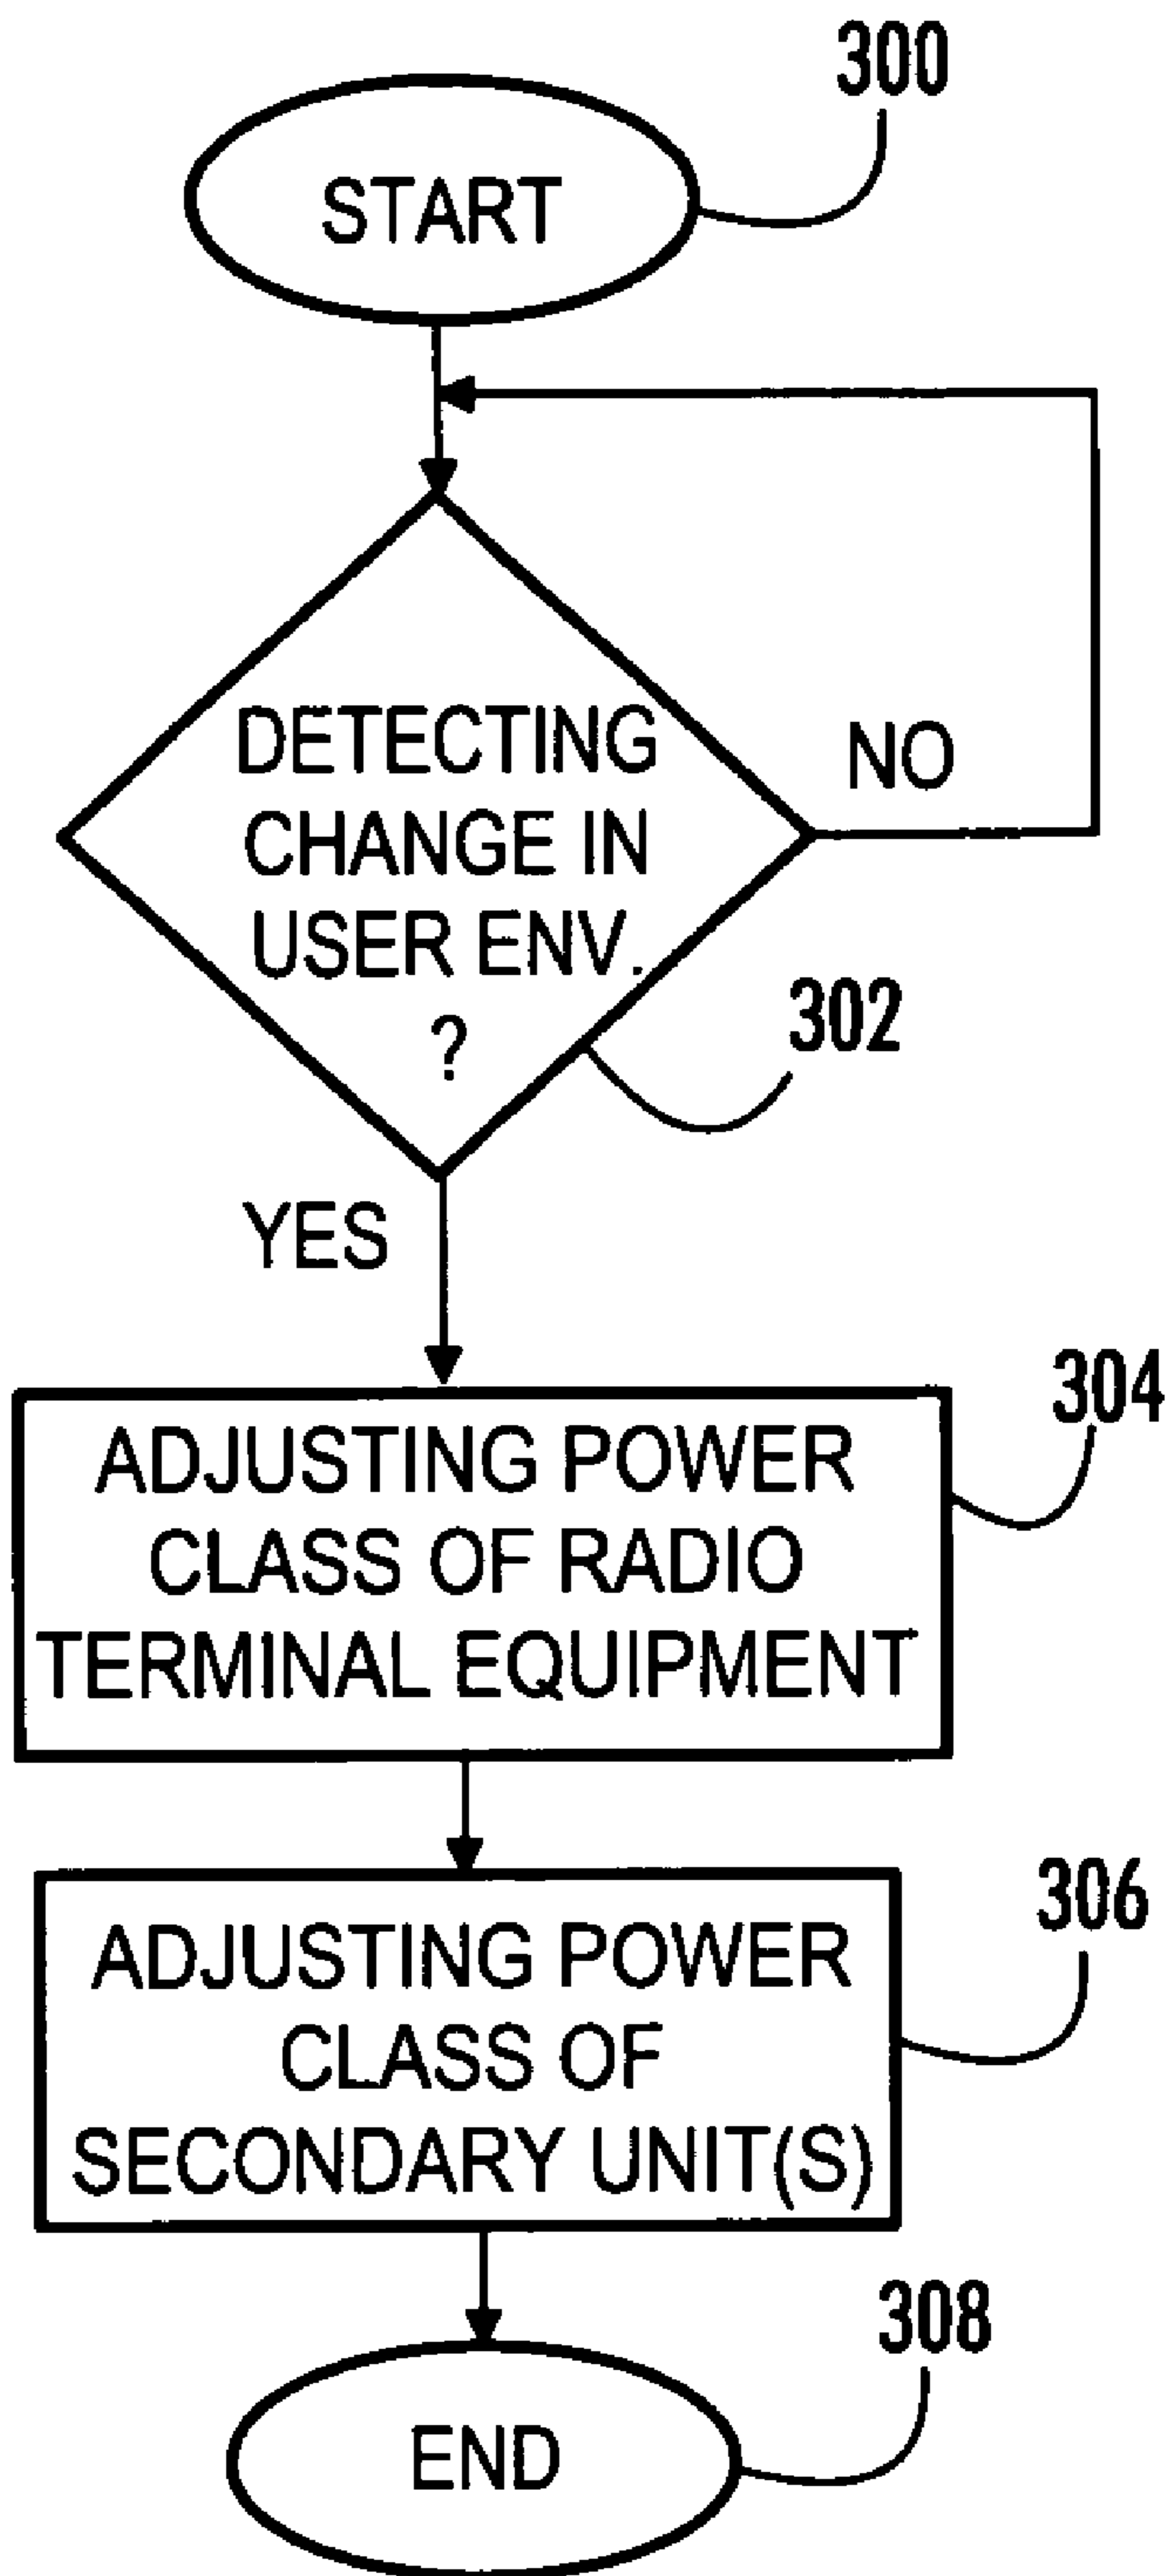 300
START
DETECTING
CHANGE IN
USER ENV.
?
NO
302
YES
304
ADJUSTING POWER
CLASS OF RADIO
TERMINAL EQUIPMENT
306
ADJUSTING POWER
CLASS OF
SECONDARY UNIT(S)
308
END